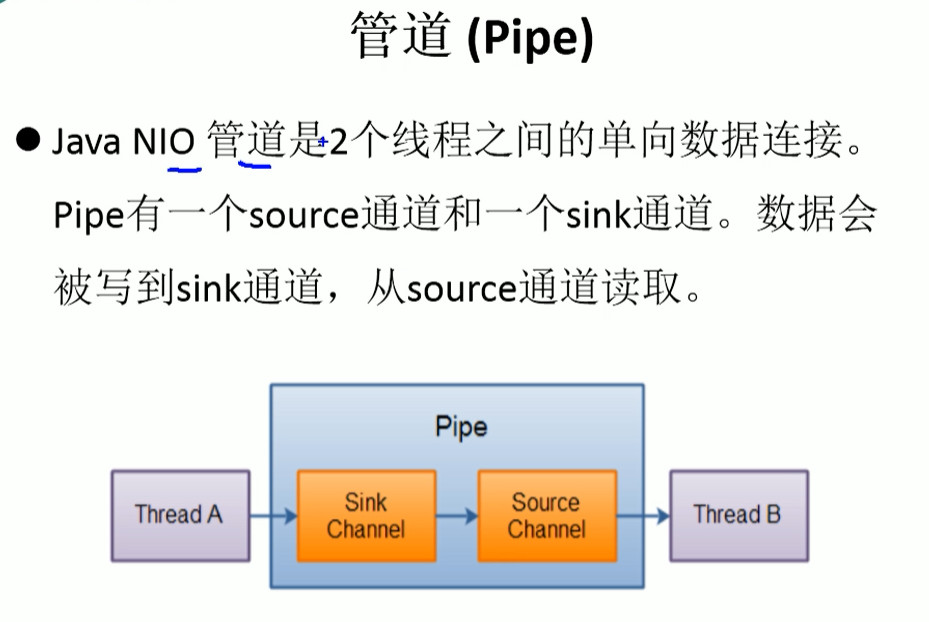 管道 (Pipe)
● Java NIO 管道是2个线程之间的单向数据连接。
Pipe有一个source通道和一个sink通道。数据会
被写到sink通道，从source通道读取。
Pipe
Thread A
Sink
Channel
Source
Channel
Thread B